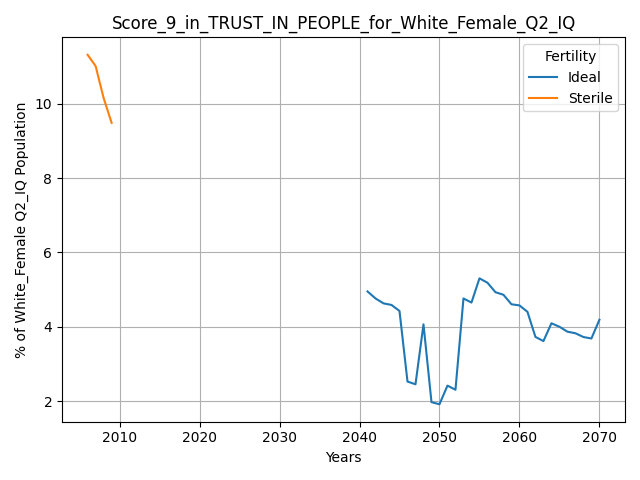 Score_9_in_TRUST_IN_PEOPLE_for_White_Female_Q2_IQ
Fertility
Ideal
Sterile
% of White_Female Q2_IQ Population
10
8
6
4
2
2010 2020 2030 2040 2050 2060 2070
Years